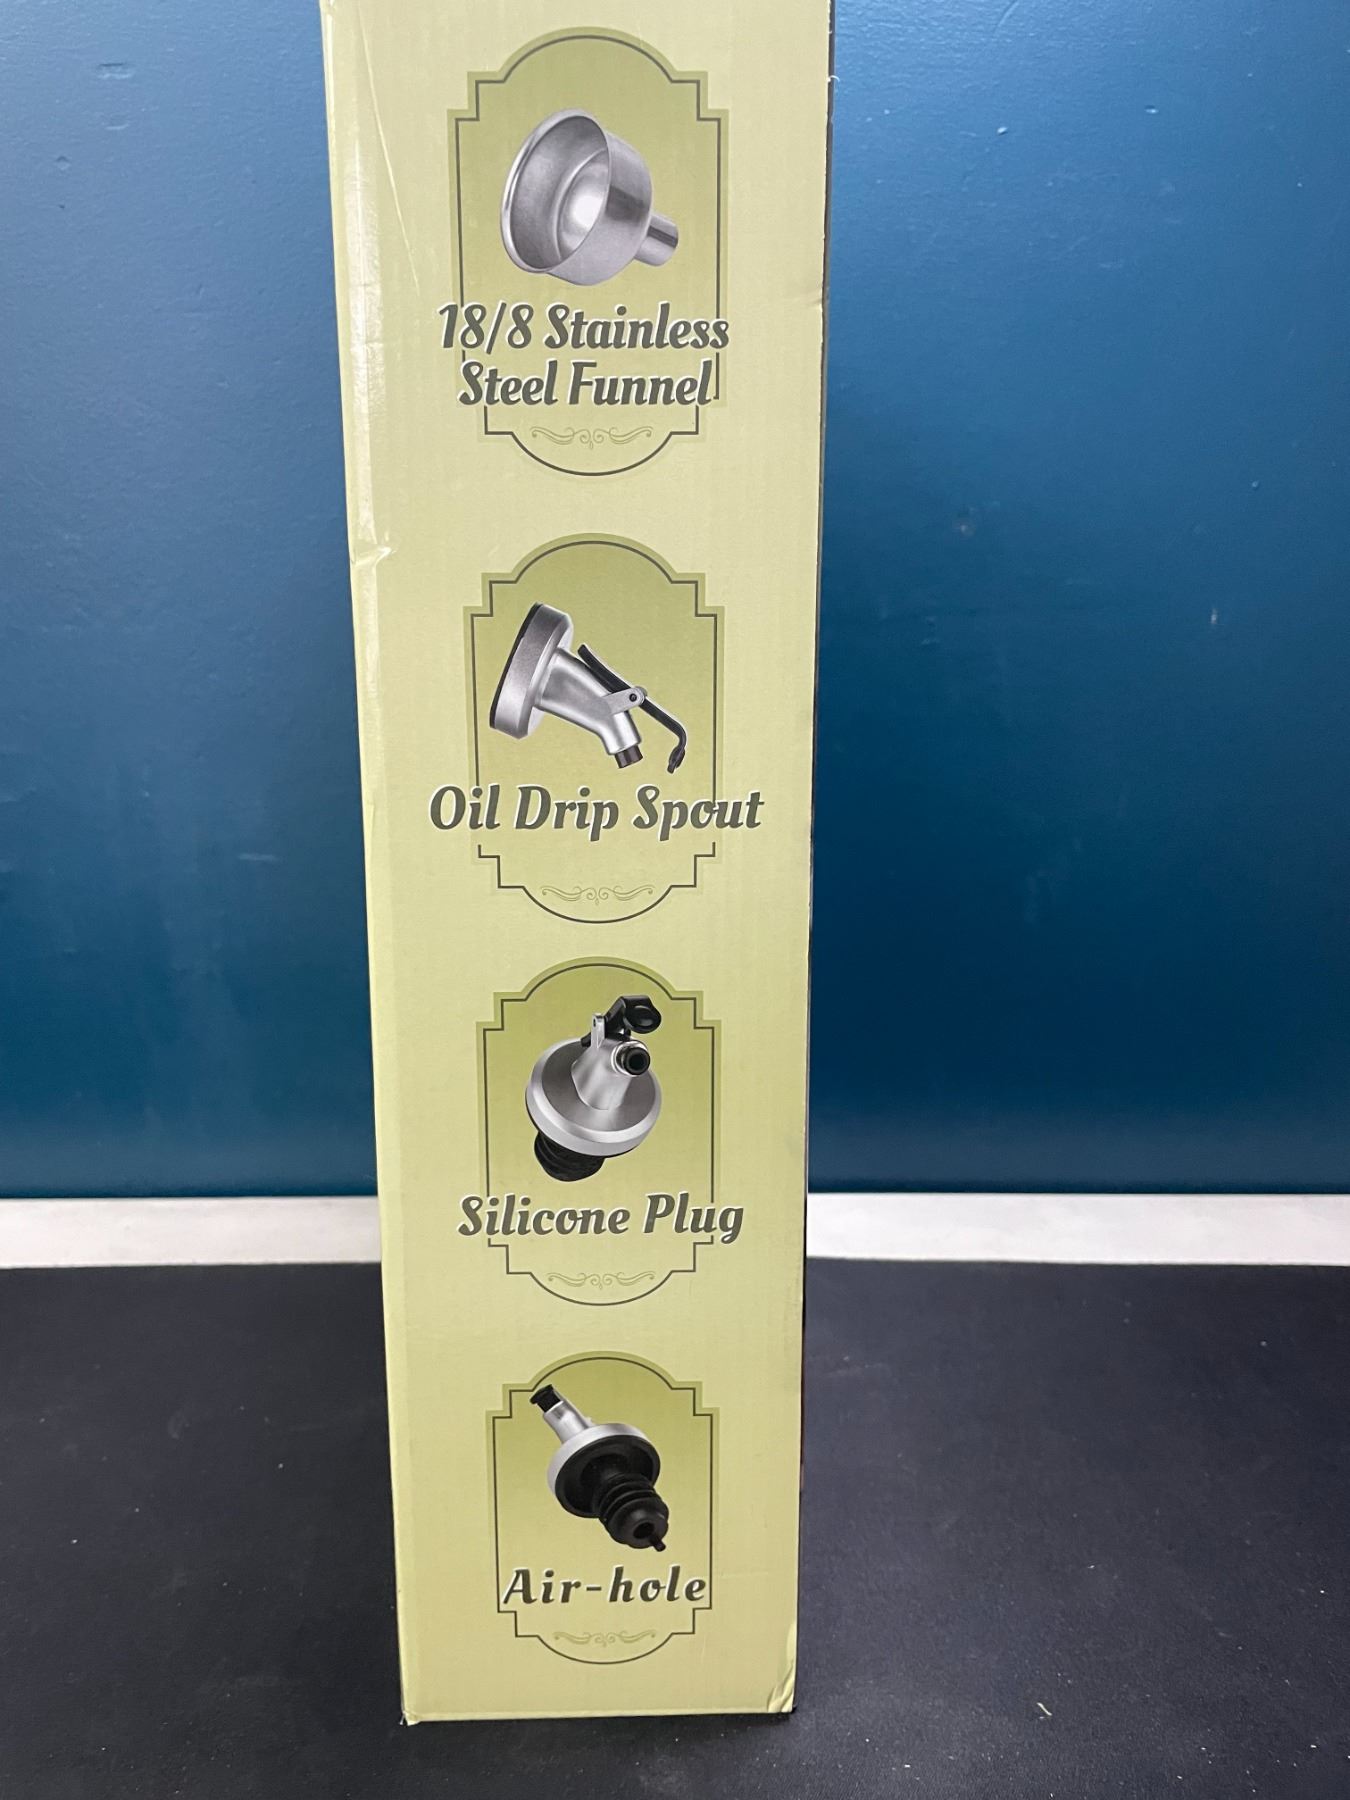 18/8 Stainless
Steel Funnel
Oil Drip Spout
Silicone Plug
Air-hole